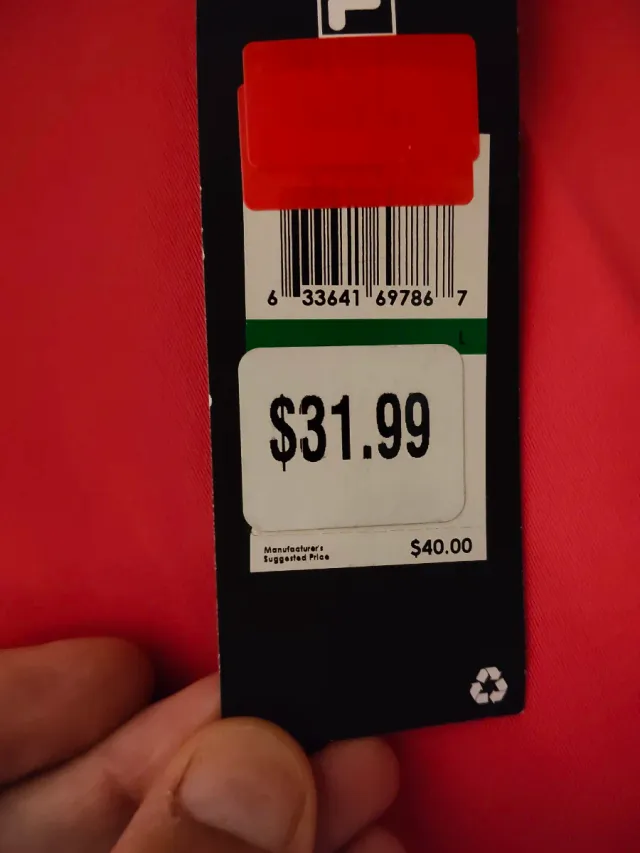 6 33641 69786 7
L
$31.99
Manufacturer's
Suggested Price
$40.00